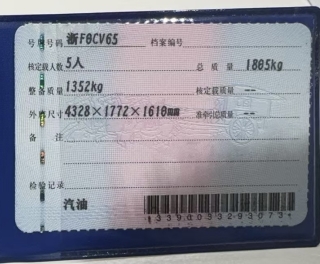 号牌号码 浙F0CV65 档案编号
核定载人数 5人 总质量 1805kg
整备质量 1352kg 核定载质量 --
外廓尺寸 4328×1772×1610mm 准牵引总质量 --
备注
检验记录
汽油